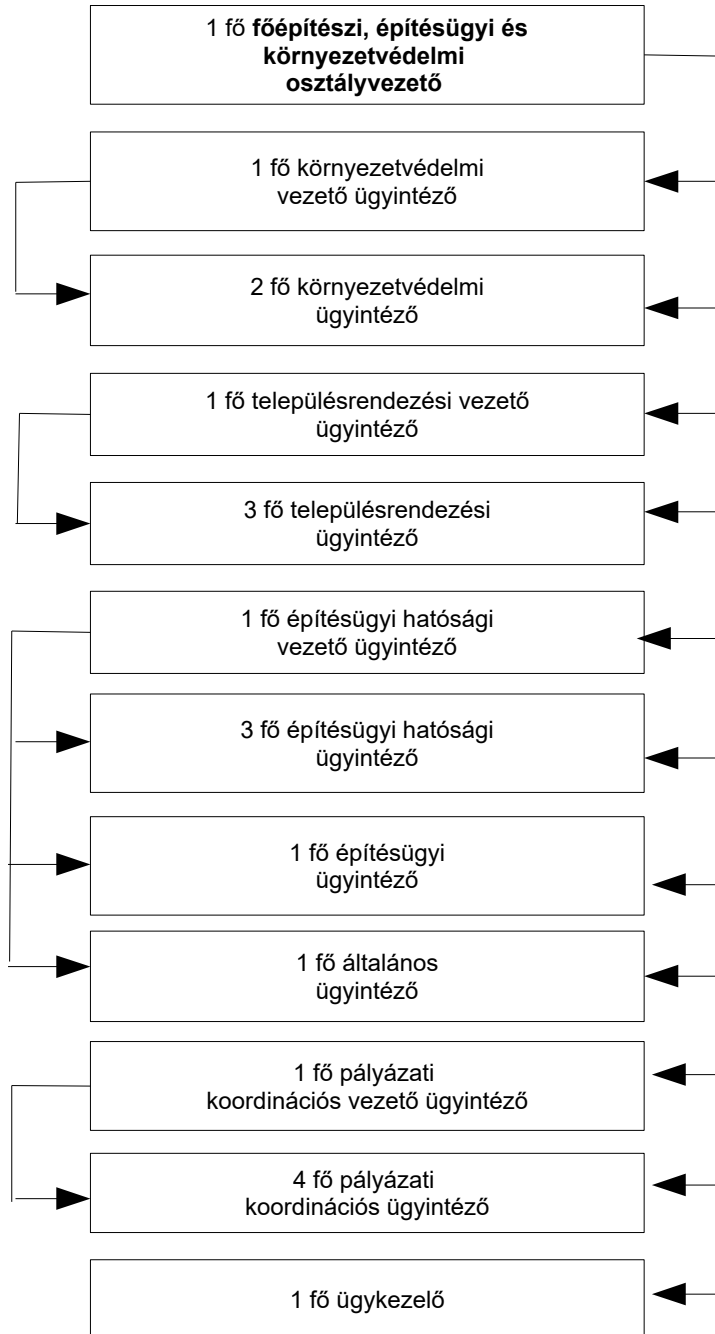 1 fő főépítészi, építésügyi és
környezetvédelmi
osztályvezető
1 fő környezetvédelmi
vezető ügyintéző
2 fő környezetvédelmi
ügyintéző
1 fő településrendezési vezető
ügyintéző
3 fő településrendezési
ügyintéző
1 fő építésügyi hatósági
vezető ügyintéző
3 fő építésügyi hatósági
ügyintéző
1 fő építésügyi
ügyintéző
1 fő általános
ügyintéző
1 fő pályázati
koordinációs vezető ügyintéző
4 fő pályázati
koordinációs ügyintéző
1 fő ügykezelő